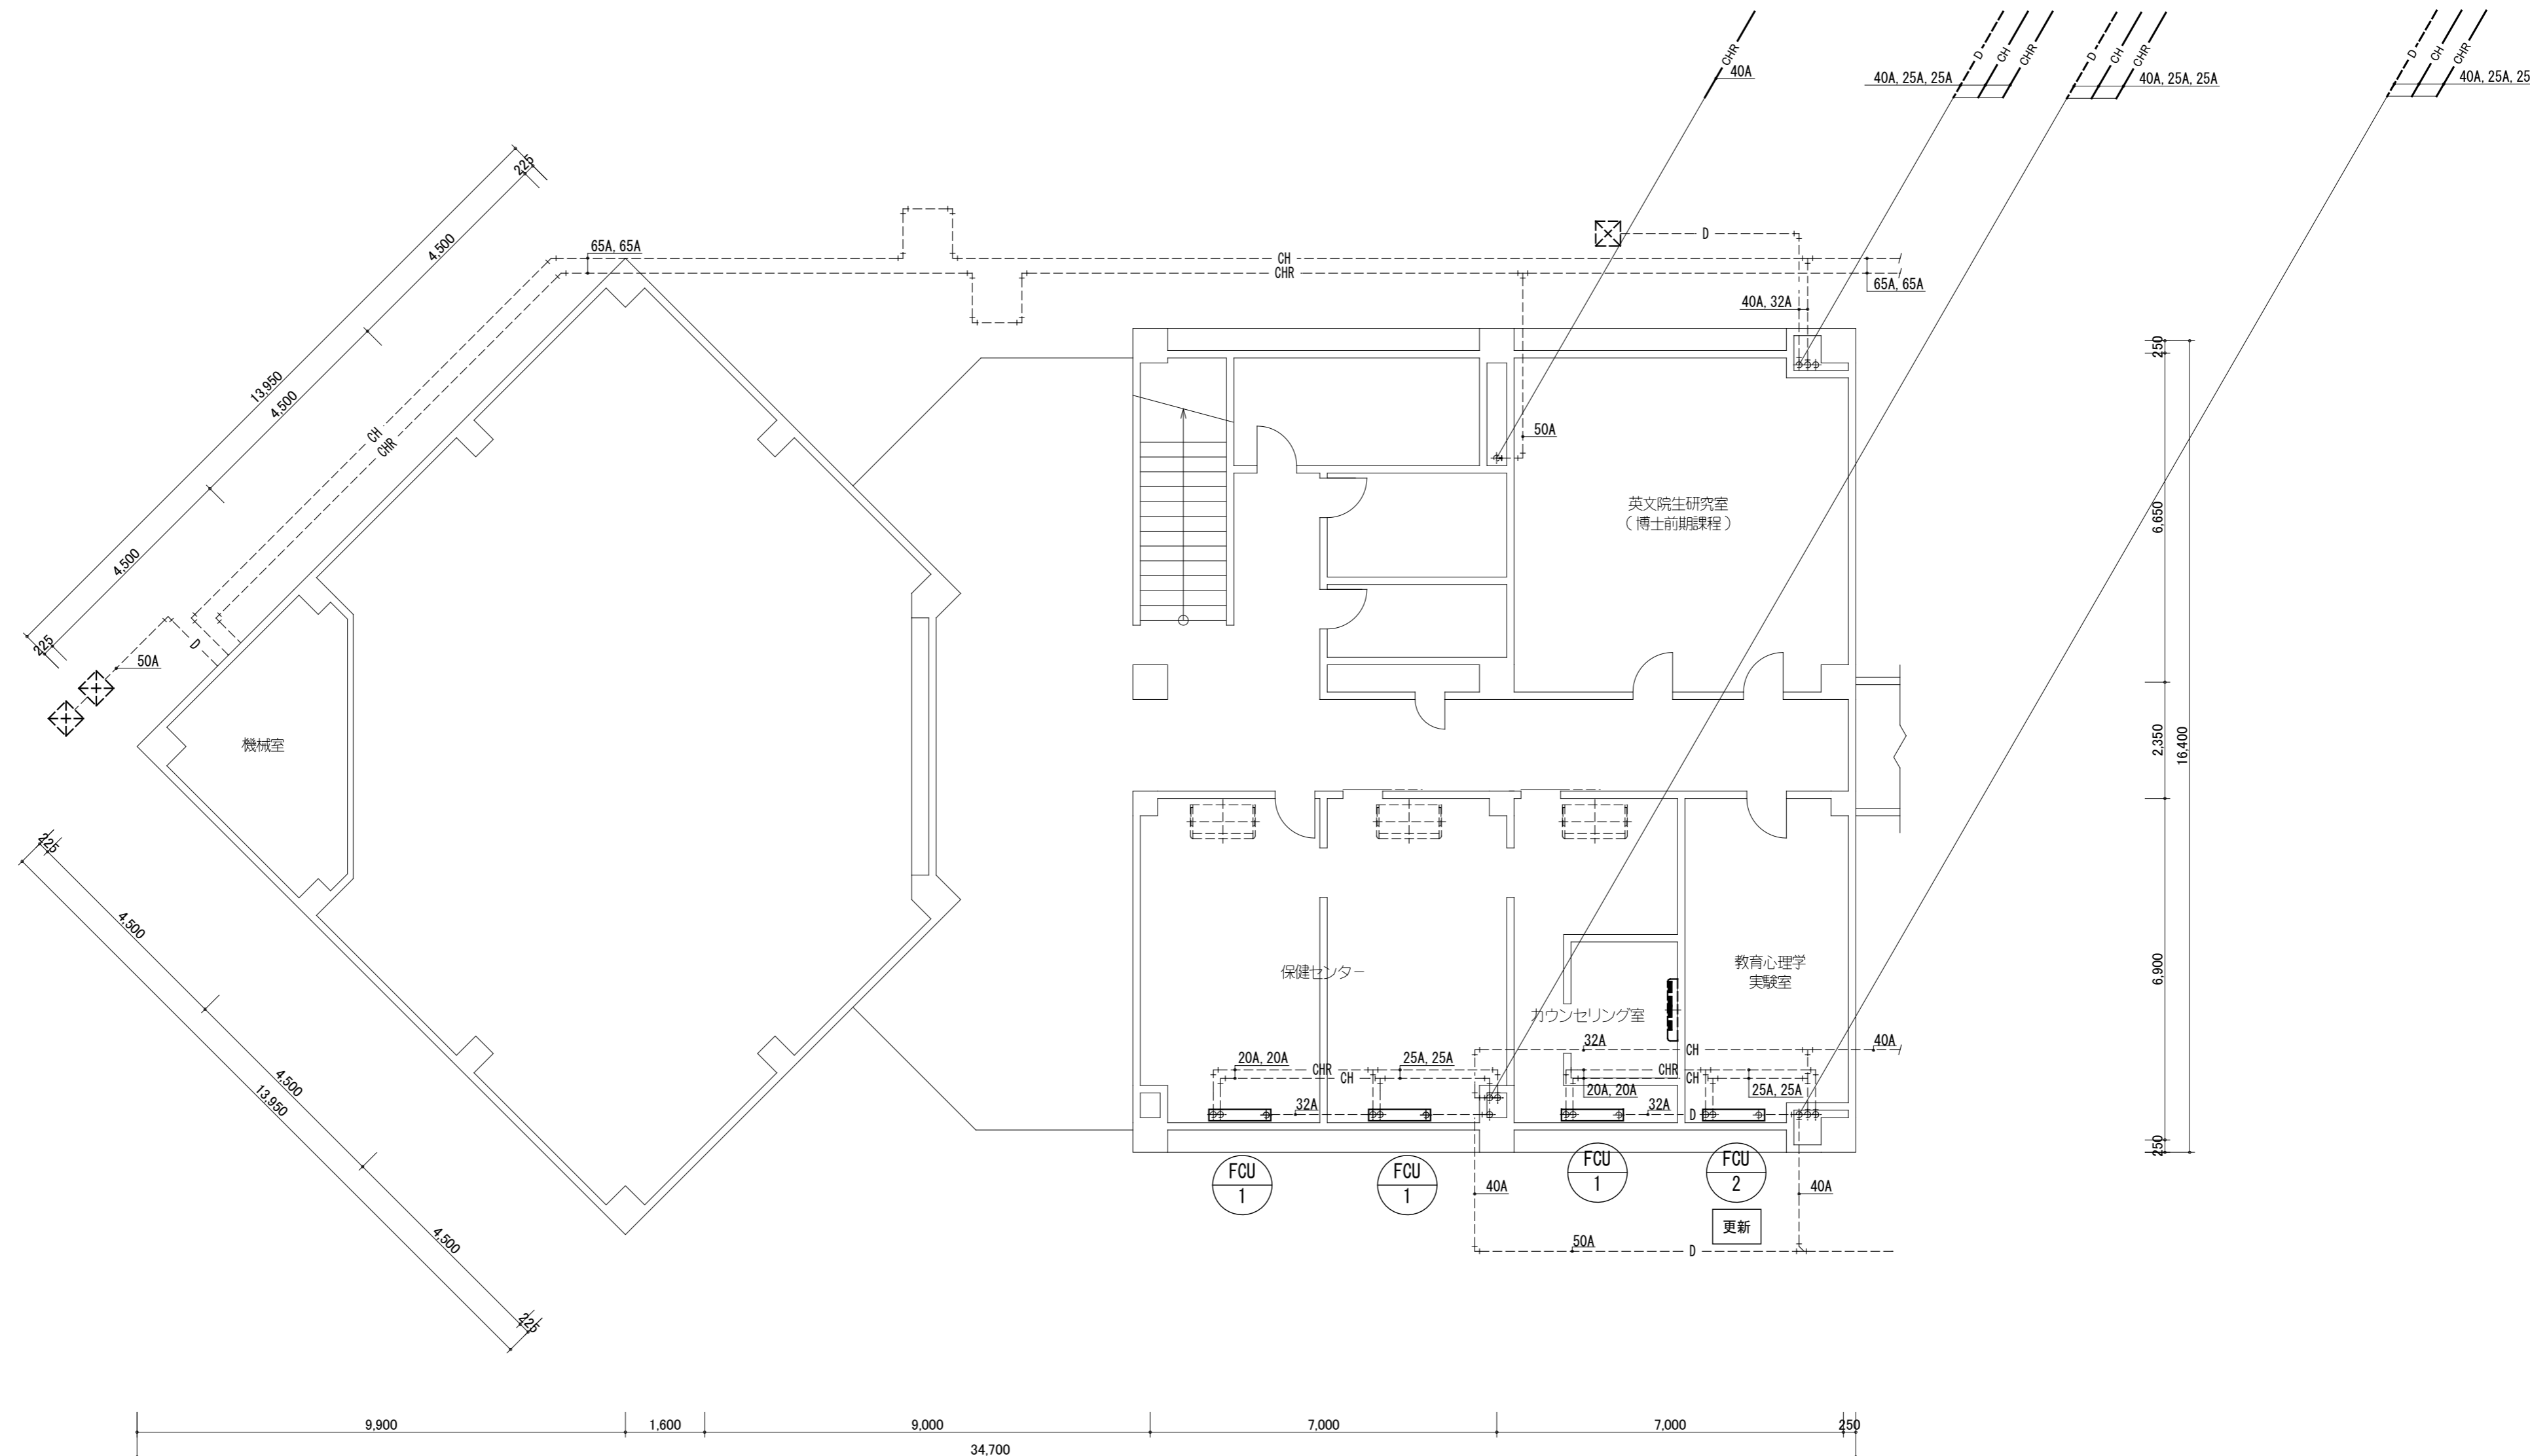 CHR
40A
D
CH
CHR
40A, 25A, 25A
D
CH
CHR
40A, 25A, 25A
D
CH
CHR
40A, 25A, 25
225
4,500
13,950
4,500
4,500
225
65A, 65A
CH
CHR
D
65A, 65A
40A, 32A
CH
CHR
50A
D
50A
250
6,650
2,350
16,400
6,900
250
英文院生研究室
(博士前期課程)
機械室
保健センター
カウンセリング室
教育心理学
実験室
225
4,500
4,500
13,950
4,500
225
32A
CH
40A
20A, 20A
CHR
25A, 25A
CH
CHR
CH
20A, 20A
25A, 25A
32A
32A
D
FCU
1
FCU
1
FCU
1
FCU
2
40A
40A
更新
50A
D
9,900
1,600
9,000
7,000
7,000
250
34,700